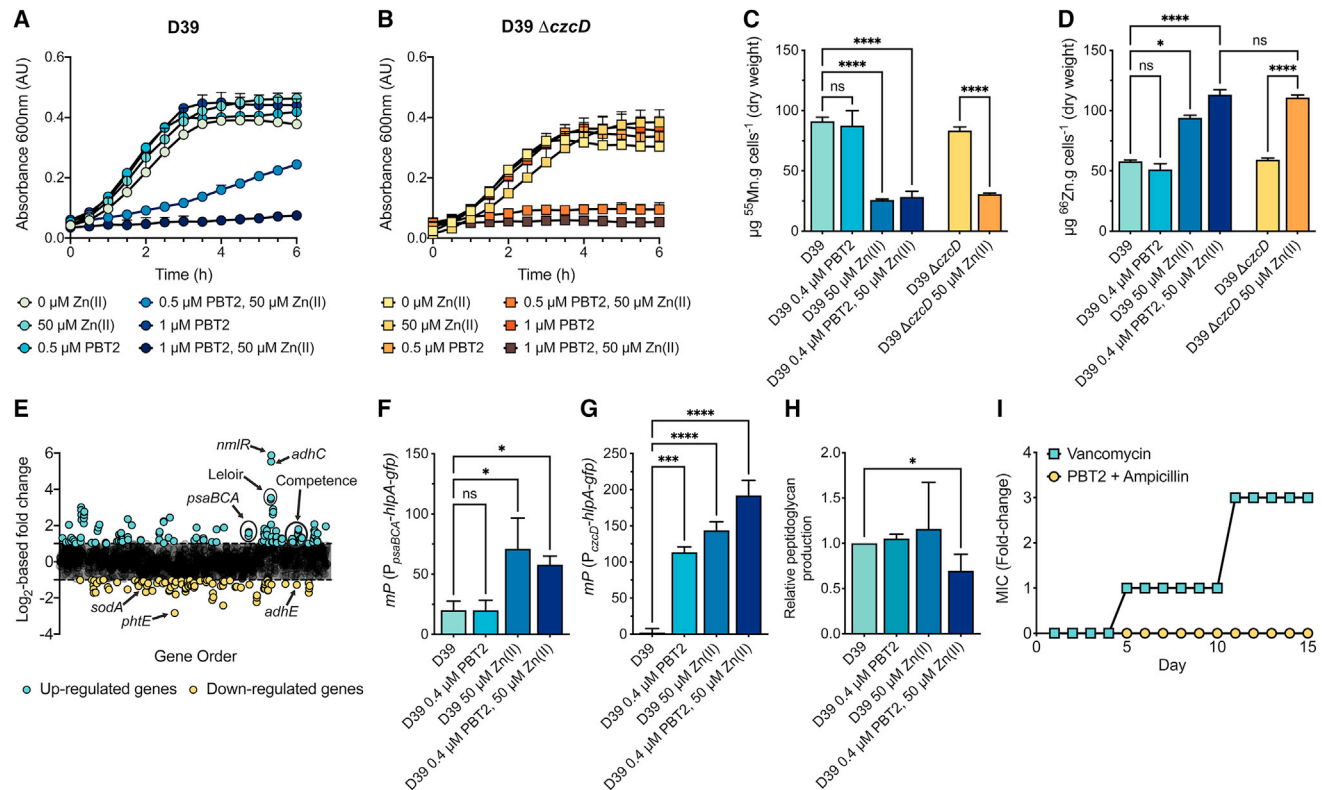 A
D39
Absorbance 600nm (AU)
0.6
0.4
0.2
0.0
0 2 4 6
Time (h)
0 µM Zn(II)
50 µM Zn(II)
0.5 µM PBT2
0.5 µM PBT2, 50 µM Zn(II)
1 µM PBT2
1 µM PBT2, 50 µM Zn(II)
B
D39 ΔczcD
Absorbance 600nm (AU)
0.6
0.4
0.2
0.0
0 2 4 6
Time (h)
0 µM Zn(II)
50 µM Zn(II)
0.5 µM PBT2
0.5 µM PBT2, 50 µM Zn(II)
1 µM PBT2
1 µM PBT2, 50 µM Zn(II)
C
µg ⁵⁵Mn.g cells⁻¹ (dry weight)
150
100
50
0
****
****
ns
****
D39
D39 0.4 µM PBT2
D39 50 µM Zn(II)
D39 0.4 µM PBT2, 50 µM Zn(II)
D39 ΔczcD
D39 ΔczcD 50 µM Zn(II)
D
µg ⁶⁶Zn.g cells⁻¹ (dry weight)
150
100
50
0
****
*
ns
ns
****
D39
D39 0.4 µM PBT2
D39 50 µM Zn(II)
D39 0.4 µM PBT2, 50 µM Zn(II)
D39 ΔczcD
D39 ΔczcD 50 µM Zn(II)
E
Log₂-based fold change
6
4
2
0
-2
-4
nmlR
adhC
Leloir
Competence
psaBCA
sodA
phtE
adhE
Gene Order
Up-regulated genes
Down-regulated genes
F
mP (PpsaBCA-hlpA-gfp)
150
100
50
0
*
*
ns
D39
D39 0.4 µM PBT2
D39 50 µM Zn(II)
D39 0.4 µM PBT2, 50 µM Zn(II)
G
mP (PczcD-hlpA-gfp)
250
200
150
100
50
0
****
****
***
D39
D39 0.4 µM PBT2
D39 50 µM Zn(II)
D39 0.4 µM PBT2, 50 µM Zn(II)
H
Relative peptidoglycan
production
2.0
1.5
1.0
0.5
0.0
*
D39
D39 0.4 µM PBT2
D39 50 µM Zn(II)
D39 0.4 µM PBT2, 50 µM Zn(II)
I
MIC (Fold-change)
4
3
2
1
0
Vancomycin
PBT2 + Ampicillin
0 5 10 15
Day